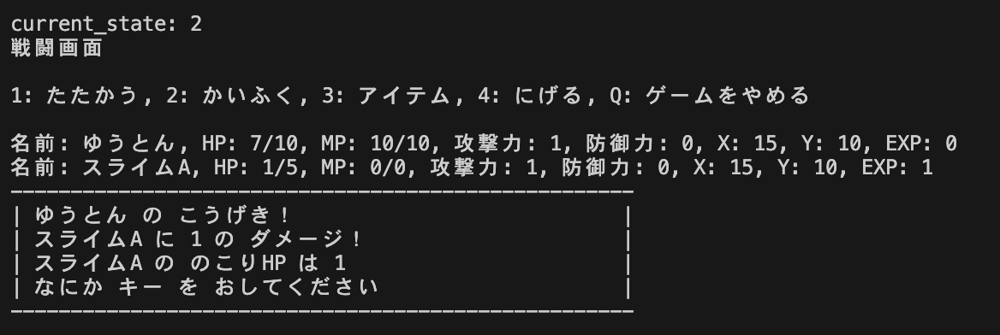 current_state: 2
戦闘画面
1: たたかう, 2: かいふく, 3: アイテム, 4: にげる, Q: ゲームをやめる
名前: ゆうとん, HP: 7/10, MP: 10/10, 攻撃力: 1, 防御力: 0, X: 15, Y: 10, EXP: 0
名前: スライムA, HP: 1/5, MP: 0/0, 攻撃力: 1, 防御力: 0, X: 15, Y: 10, EXP: 1
----------------------------------------------------
| ゆうとん の こうげき！ |
| スライムA に 1 の ダメージ！ |
| スライムA の のこりHP は 1 |
| なにか キー を おしてください |
----------------------------------------------------